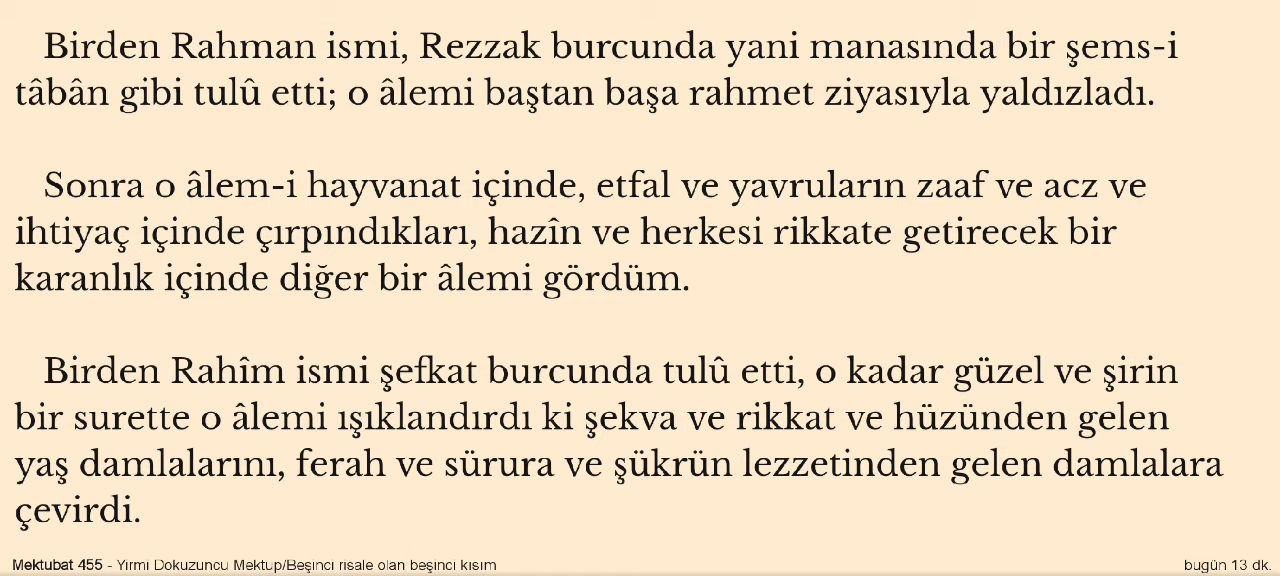 Birden Rahman ismi, Rezzak burcunda yani manasında bir şems-i
tâbân gibi tulû etti; o âlemi baştan başa rahmet ziyasıyla yaldızladı.
Sonra o âlem-i hayvanat içinde, etfal ve yavruların zaaf ve acz ve
ihtiyaç içinde çırpındıkları, hazîn ve herkesi rikkate getirecek bir
karanlık içinde diğer bir âlemi gördüm.
Birden Rahîm ismi şefkat burcunda tulû etti, o kadar güzel ve şirin
bir surette o âlemi ışıklandırdı ki şekva ve rikkat ve hüzünden gelen
yaş damlalarını, ferah ve sürura ve şükrün lezzetinden gelen damlalara
çevirdi.
Mektubat 455 - Yirmi Dokuzuncu Mektup/Beşinci risale olan beşinci kısım
bugün 13 dk.